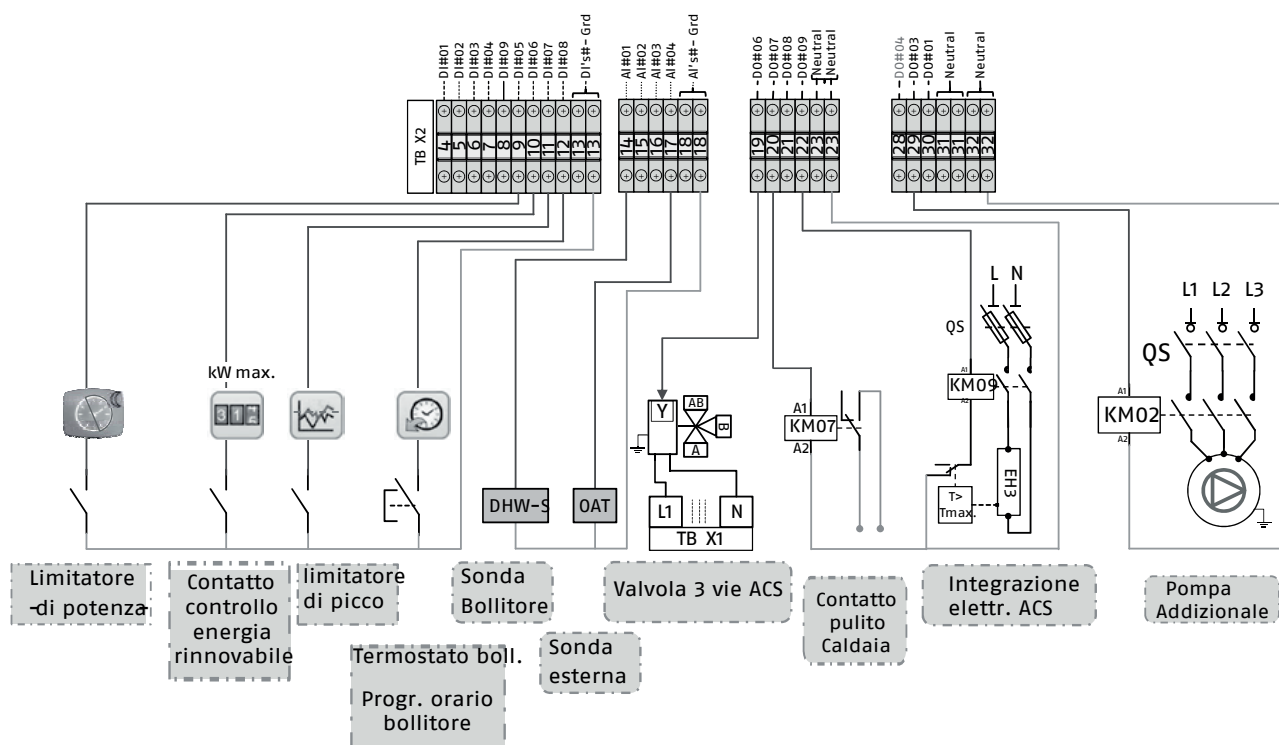 DI#01
DI#02
DI#03
DI#04
DI#09
DI#05
DI#06
DI#07
DI#08
DI's#- Grd
AI#01
AI#02
AI#03
AI#04
AI's#- Grd
DO#06
DO#07
DO#08
DO#09
Neutral
Neutral
DO#04
DO#03
DO#01
Neutral
Neutral
TB X2
4
5
6
7
8
9
10
11
12
13
13
14
15
16
17
18
18
19
20
21
22
23
23
28
29
30
31
31
32
32
L N
L1 L2 L3
QS
QS
kW max.
312
Y
AB
B
A
A1
KM07
A2
A1
KM09
A2
A1
KM02
A2
EH3
T>
Tmax.
DHW-S
OAT
L1
N
TB X1
Limitatore
di potenza
Contatto
controllo
energia
rinnovabile
limitatore
di picco
Termostato boll.
Progr. orario
bollitore
Sonda
Bollitore
Sonda
esterna
Valvola 3 vie ACS
Contatto
pulito
Caldaia
Integrazione
elettr. ACS
Pompa
Addizionale